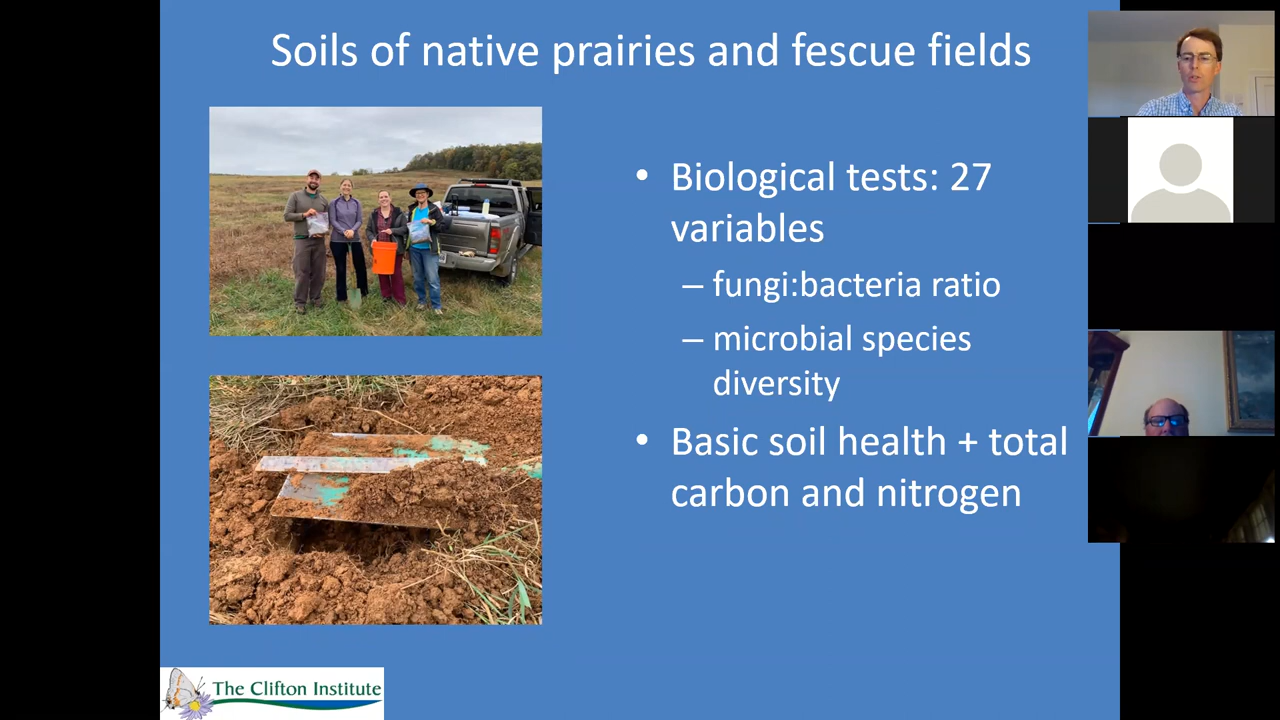 Soils of native prairies and fescue fields
• Biological tests: 27
variables
– fungi:bacteria ratio
– microbial species
diversity
• Basic soil health + total
carbon and nitrogen
The Clifton Institute